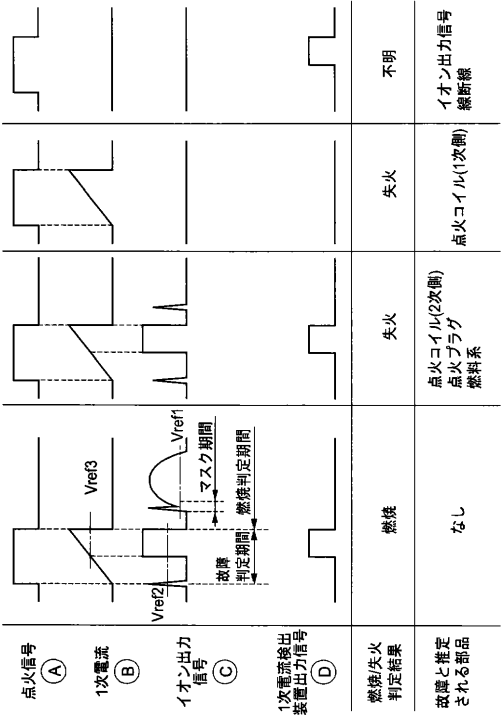 点火信号
A
1次電流
B
イオン出力
信号
C
1次電流検出
装置出力信号
D
燃焼/失火
判定結果
故障と推定
される部品
Vref3
Vref2
Vref1
マスク期間
故障
判定期間
燃焼判定期間
燃焼
なし
失火
点火コイル(2次側)
点火プラグ
燃料系
失火
点火コイル(1次側)
不明
イオン出力信号
線断線